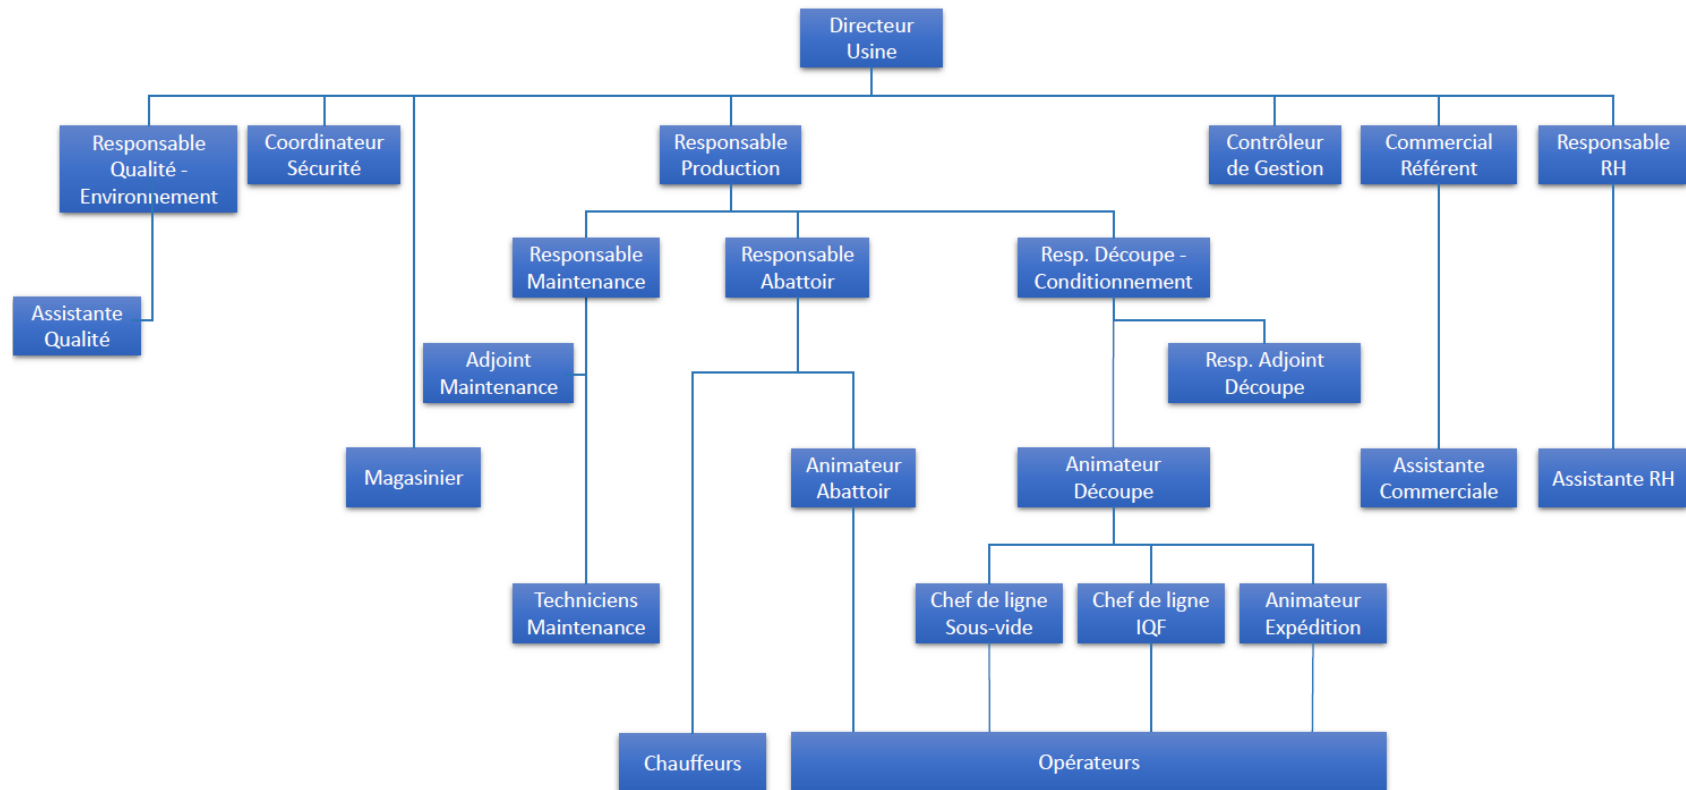 Directeur
Usine
Responsable
Qualité -
Environnement
Coordinateur
Sécurité
Responsable
Production
Contrôleur
de Gestion
Commercial
Référent
Responsable
RH
Responsable
Maintenance
Responsable
Abattoir
Resp. Découpe -
Conditionnement
Assistante
Qualité
Adjoint
Maintenance
Resp. Adjoint
Découpe
Magasinier
Animateur
Abattoir
Animateur
Découpe
Assistante
Commerciale
Assistante RH
Techniciens
Maintenance
Chef de ligne
Sous-vide
Chef de ligne
IQF
Animateur
Expédition
Chauffeurs
Opérateurs